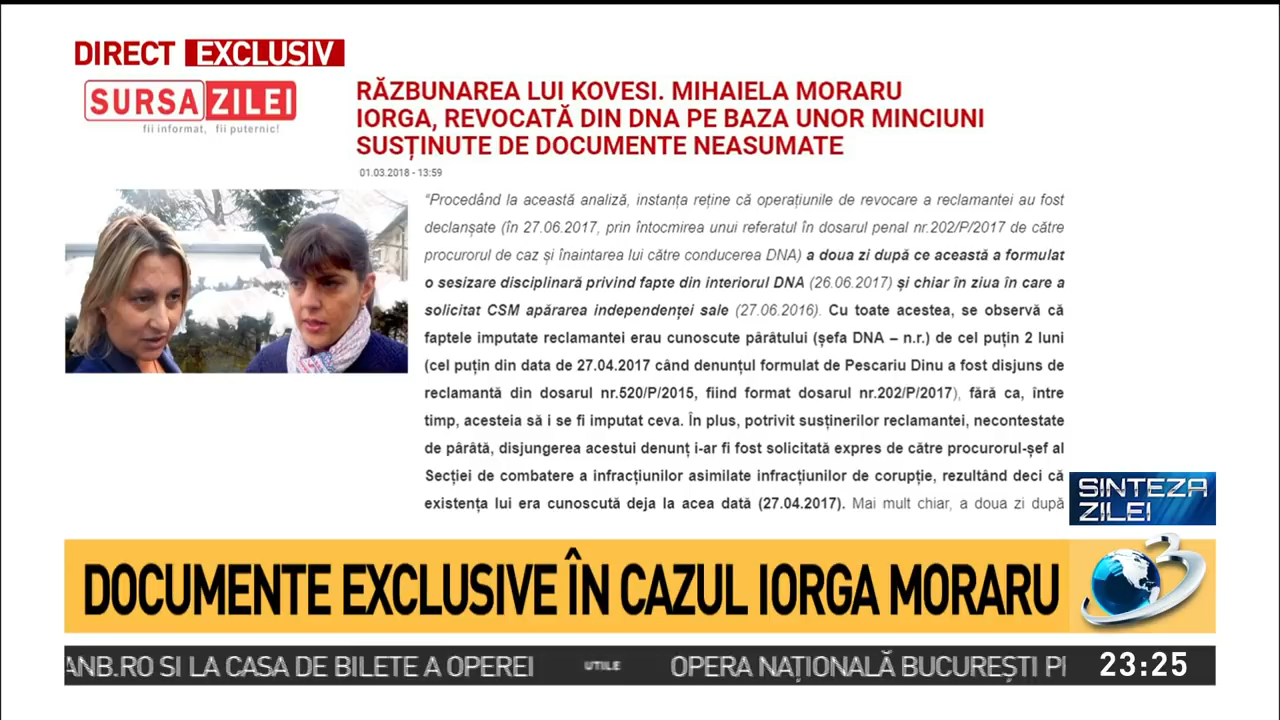 DIRECT EXCLUSIV
SURSA ZILEI
fii informat, fii puternic!
RĂZBUNAREA LUI KOVESI. MIHAIELA MORARU
IORGA, REVOCATĂ DIN DNA PE BAZA UNOR MINCIUNI
SUSȚINUTE DE DOCUMENTE NEASUMATE
01.03.2018 - 13:59
“Procedând la această analiză, instanța reține că operațiunile de revocare a reclamantei au fost
declanșate (în 27.06.2017, prin întocmirea unui referatul în dosarul penal nr.202/P/2017 de către
procurorul de caz și înaintarea lui către conducerea DNA) a doua zi după ce această a formulat
o sesizare disciplinară privind fapte din interiorul DNA (26.06.2017) și chiar în ziua în care a
solicitat CSM apărarea independenței sale (27.06.2016). Cu toate acestea, se observă că
faptele imputate reclamantei erau cunoscute pârâtului (șefa DNA – n.r.) de cel puțin 2 luni
(cel puțin din data de 27.04.2017 când denunțul formulat de Pescariu Dinu a fost disjuns de
reclamantă din dosarul nr.520/P/2015, fiind format dosarul nr.202/P/2017), fără ca, între
timp, acesteia să i se fi imputat ceva. În plus, potrivit susținerilor reclamantei, necontestate
de pârâtă, disjungerea acestui denunț i-ar fi fost solicitată expres de către procurorul-șef al
Secției de combatere a infracțiunilor asimilate infracțiunilor de corupție, rezultând deci că
existența lui era cunoscută deja la acea dată (27.04.2017). Mai mult chiar, a doua zi după
SINTEZA
ZILEI
DOCUMENTE EXCLUSIVE ÎN CAZUL IORGA MORARU
3
ANB.RO SI LA CASA DE BILETE A OPEREI UTILE OPERA NAȚIONALĂ BUCUREȘTI PR 23:25